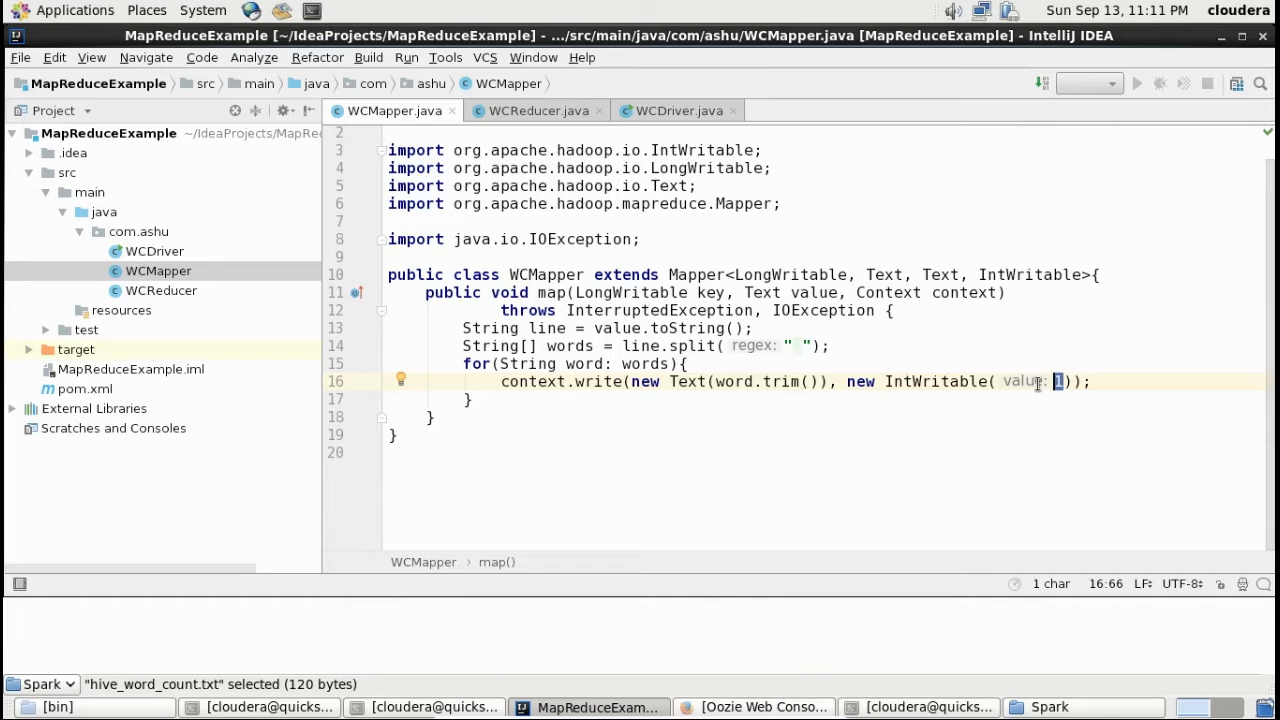 Applications Places System Sun Sep 13, 11:11 PM cloudera
MapReduceExample [~/IdeaProjects/MapReduceExample] - .../src/main/java/com/ashu/WCMapper.java [MapReduceExample] - IntelliJ IDEA
File Edit View Navigate Code Analyze Refactor Build Run Tools VCS Window Help
MapReduceExample src main java com ashu WCMapper
Project
WCMapper.java WCReducer.java WCDriver.java
MapReduceExample ~/IdeaProjects/MapRe
.idea
src
main
java
com.ashu
WCDriver
WCMapper
WCReducer
resources
test
target
MapReduceExample.iml
pom.xml
External Libraries
Scratches and Consoles
2
3 import org.apache.hadoop.io.IntWritable;
4 import org.apache.hadoop.io.LongWritable;
5 import org.apache.hadoop.io.Text;
6 import org.apache.hadoop.mapreduce.Mapper;
7
8 import java.io.IOException;
9
10 public class WCMapper extends Mapper<LongWritable, Text, Text, IntWritable>{
11 public void map(LongWritable key, Text value, Context context)
12 throws InterruptedException, IOException {
13 String line = value.toString();
14 String[] words = line.split( regex: " ");
15 for(String word: words){
16 context.write(new Text(word.trim()), new IntWritable( value: 1));
17 }
18 }
19 }
20
WCMapper › map()
1 char 16:66 LF÷ UTF-8÷
Spark "hive_word_count.txt" selected (120 bytes)
[bin] [cloudera@quicks... [cloudera@quicks... MapReduceExam... [Oozie Web Conso... [cloudera@quicks... Spark